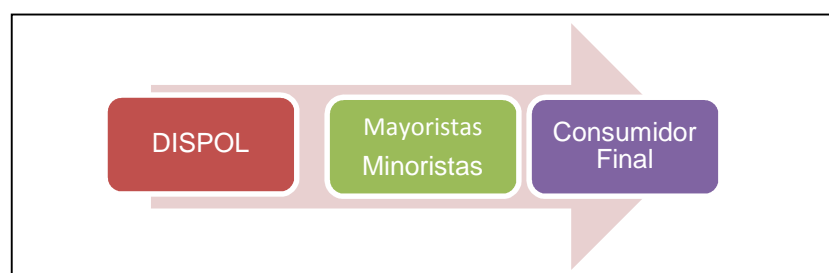 DISPOL
Mayoristas
Minoristas
Consumidor
Final